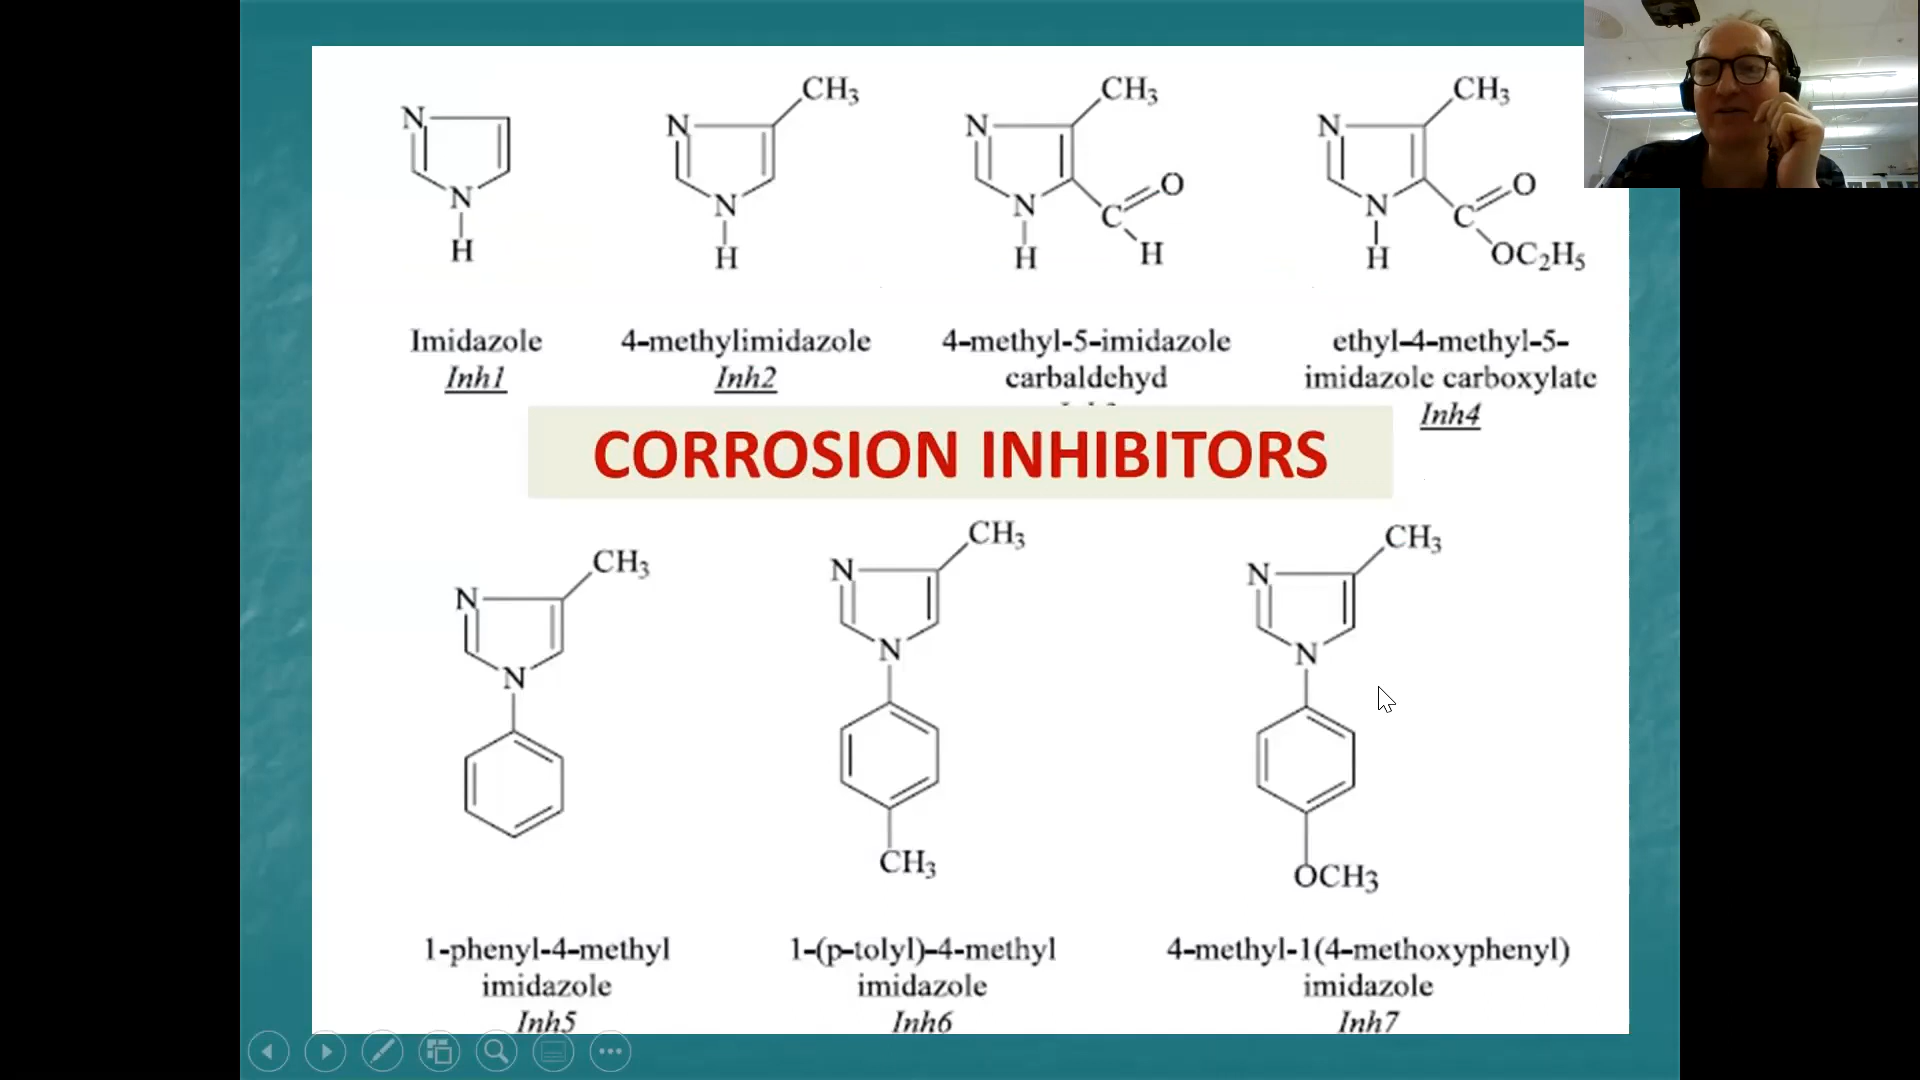 CH3
CH3
CH3
N
N
N
N
O
O
N
N
N
N
C
C
H
H
H
H
H
OC2H5
Imidazole
Inh1
4-methylimidazole
Inh2
4-methyl-5-imidazole
carbaldehyd
ethyl-4-methyl-5-
imidazole carboxylate
Inh4
CORROSION INHIBITORS
CH3
CH3
CH3
N
N
N
N
N
N
CH3
OCH3
1-phenyl-4-methyl
imidazole
Inh5
1-(p-tolyl)-4-methyl
imidazole
Inh6
4-methyl-1(4-methoxyphenyl)
imidazole
Inh7